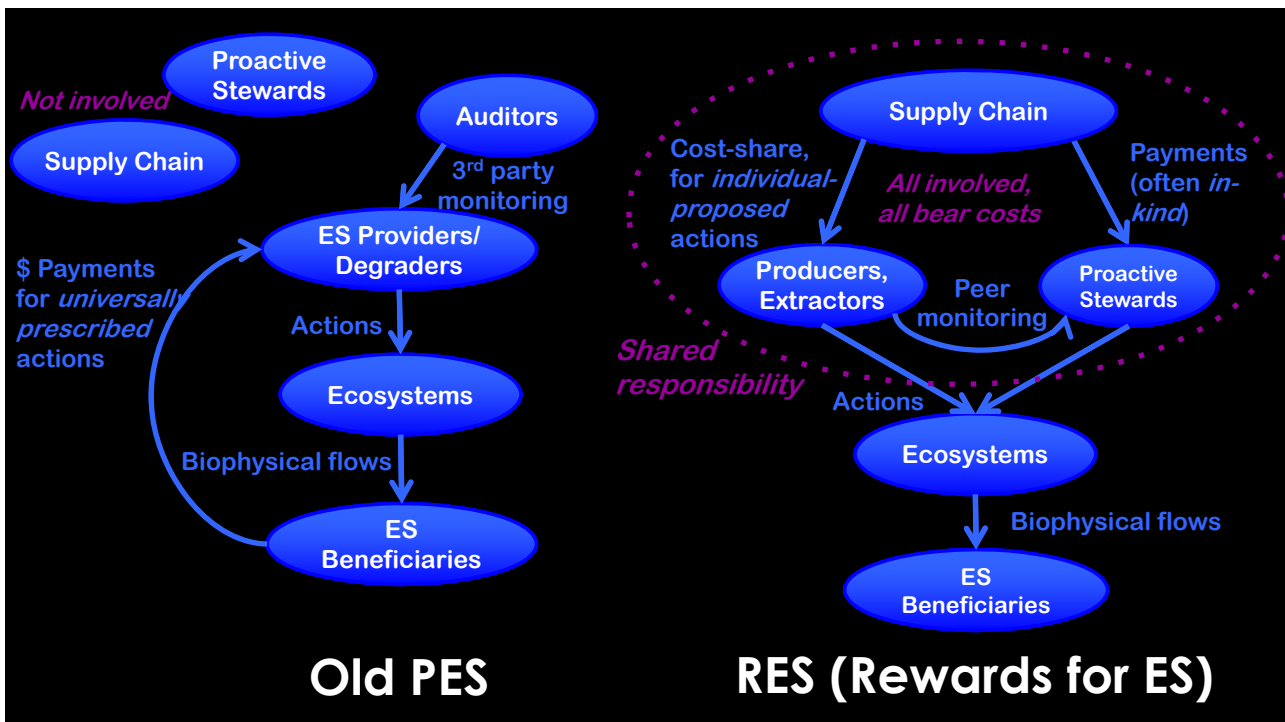 Proactive
Stewards
Not involved
Supply Chain
Auditors
3rd party
monitoring
ES Providers/
Degraders
$ Payments
for universally
prescribed
actions
Actions
Ecosystems
Biophysical flows
ES
Beneficiaries
Old PES
Supply Chain
Cost-share,
for individual-
proposed
actions
All involved,
all bear costs
Payments
(often in-
kind)
Producers,
Extractors
Peer
monitoring
Proactive
Stewards
Shared
responsibility
Actions
Ecosystems
Biophysical flows
ES
Beneficiaries
RES (Rewards for ES)